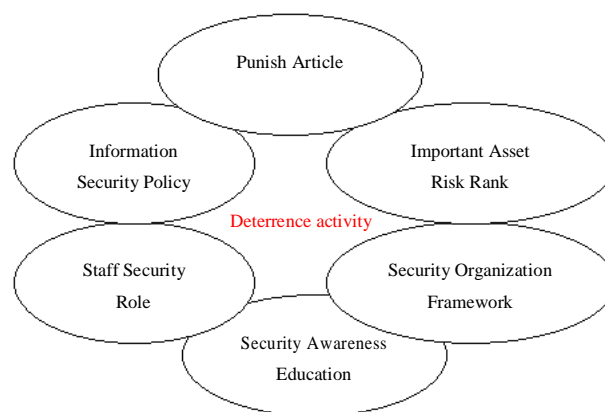 Punish Article
Information
Security Policy
Important Asset
Risk Rank
Deterrence activity
Staff Security
Role
Security Organization
Framework
Security Awareness
Education